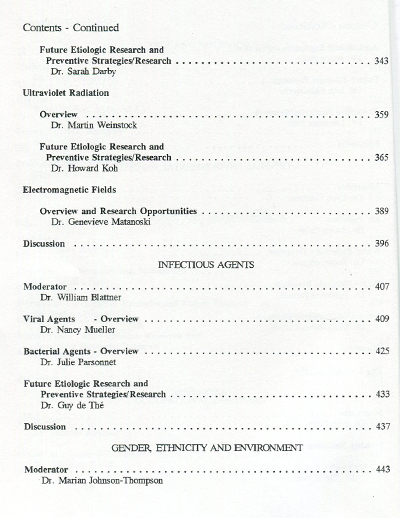 Contents - Continued
Future Etiologic Research and
Preventive Strategies/Research . . . . . . . . . . . . . . . . . . . . . . . . . . . . . . 343
Dr. Sarah Darby
Ultraviolet Radiation
Overview . . . . . . . . . . . . . . . . . . . . . . . . . . . . . . . . . . . . . . . . . . . . 359
Dr. Martin Weinstock
Future Etiologic Research and
Preventive Strategies/Research . . . . . . . . . . . . . . . . . . . . . . . . . . . . . . 365
Dr. Howard Koh
Electromagnetic Fields
Overview and Research Opportunities . . . . . . . . . . . . . . . . . . . . . . . . . . 389
Dr. Genevieve Matanoski
Discussion . . . . . . . . . . . . . . . . . . . . . . . . . . . . . . . . . . . . . . . . . . . . . . 396
INFECTIOUS AGENTS
Moderator . . . . . . . . . . . . . . . . . . . . . . . . . . . . . . . . . . . . . . . . . . . . . . 407
Dr. William Blattner
Viral Agents - Overview . . . . . . . . . . . . . . . . . . . . . . . . . . . . . . . . . . . 409
Dr. Nancy Mueller
Bacterial Agents - Overview . . . . . . . . . . . . . . . . . . . . . . . . . . . . . . . . . . . 425
Dr. Julie Parsonnet
Future Etiologic Research and
Preventive Strategies/Research . . . . . . . . . . . . . . . . . . . . . . . . . . . . . . . 433
Dr. Guy de Thé
Discussion . . . . . . . . . . . . . . . . . . . . . . . . . . . . . . . . . . . . . . . . . . . . . . 437
GENDER, ETHNICITY AND ENVIRONMENT
Moderator . . . . . . . . . . . . . . . . . . . . . . . . . . . . . . . . . . . . . . . . . . . . . . 443
Dr. Marian Johnson-Thompson